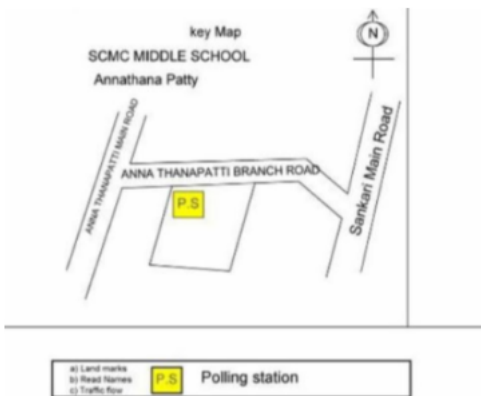 key Map
N
SCMC MIDDLE SCHOOL
Annathana Patty
ANNA THANAPATTI MAIN ROAD
ANNA THANAPATTI BRANCH ROAD
Sankari Main Road
P.S
a) Land marks
b) Read Names
c) Traffic flow
P.S
Polling station